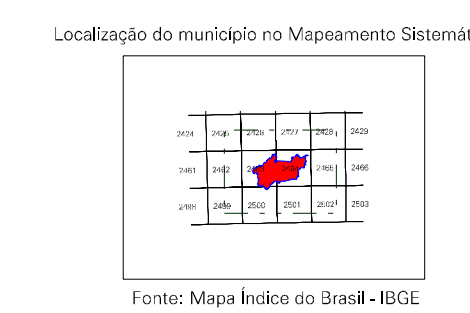 Localização do município no Mapeamento Sistemát
2424 2425 2426 2427 2428 2429
2461 2462 2465 2466
2499 2500 2501 2502 2503
Fonte: Mapa Índice do Brasil - IBGE